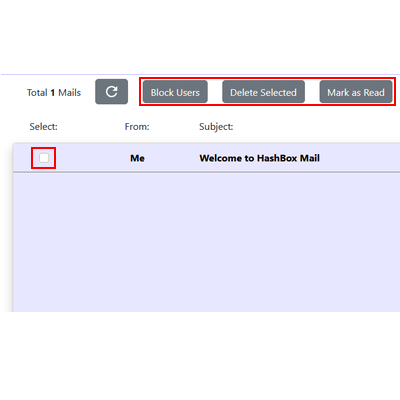 Total 1 Mails Block Users Delete Selected Mark as Read
Select: From: Subject:
Me Welcome to HashBox Mail